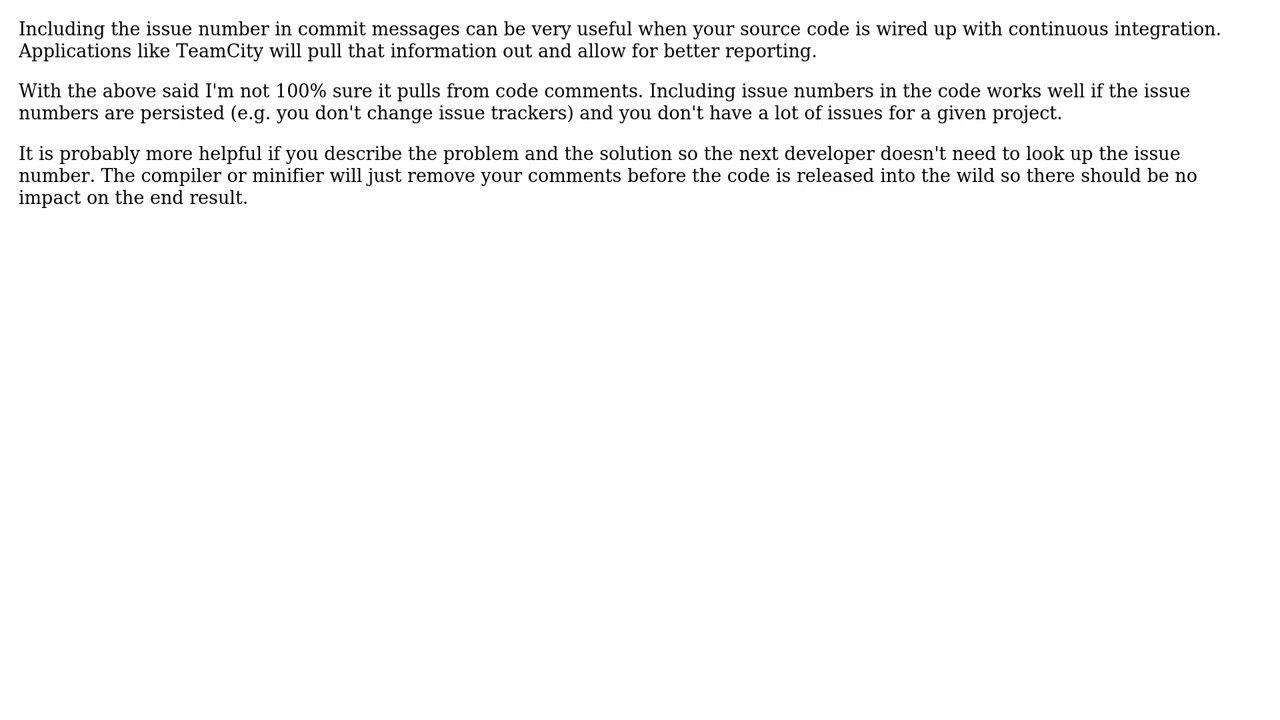 Including the issue number in commit messages can be very useful when your source code is wired up with continuous integration.
Applications like TeamCity will pull that information out and allow for better reporting.
With the above said I'm not 100% sure it pulls from code comments. Including issue numbers in the code works well if the issue
numbers are persisted (e.g. you don't change issue trackers) and you don't have a lot of issues for a given project.
It is probably more helpful if you describe the problem and the solution so the next developer doesn't need to look up the issue
number. The compiler or minifier will just remove your comments before the code is released into the wild so there should be no
impact on the end result.